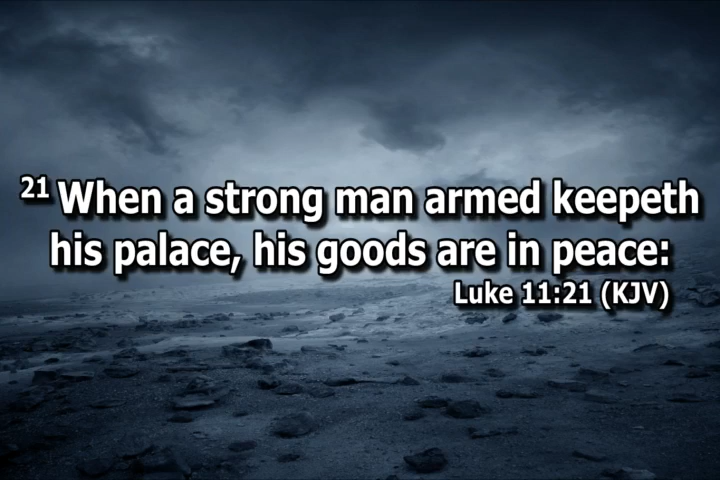 21 When a strong man armed keepeth
his palace, his goods are in peace:
Luke 11:21 (KJV)